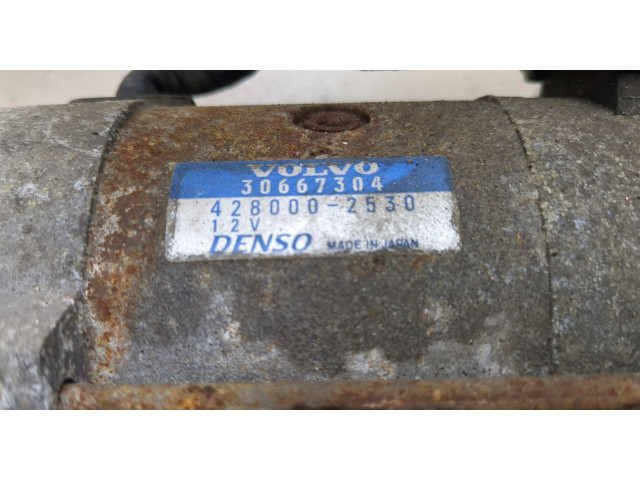 VOLVO
30667304
428000-2530
12V
DENSO MADE IN JAPAN